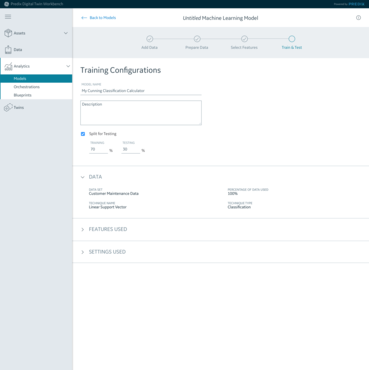 Predix Digital Twin Workbench
Powered by PREDIX
Assets
Data
Analytics
Models
Orchestrations
Blueprints
Twins
← Back to Models
Untitled Machine Learning Model
Add Data
Prepare Data
Select Features
Train & Test
Training Configurations
MODEL NAME
My Cunning Classification Calculator
Description
Split for Testing
TRAINING
%
TESTING
%
DATA
DATA SET
Customer Maintenance Data
PERCENTAGE OF DATA USED
100%
TECHNIQUE NAME
Linear Support Vector
TECHNIQUE TYPE
Classification
FEATURES USED
SETTINGS USED